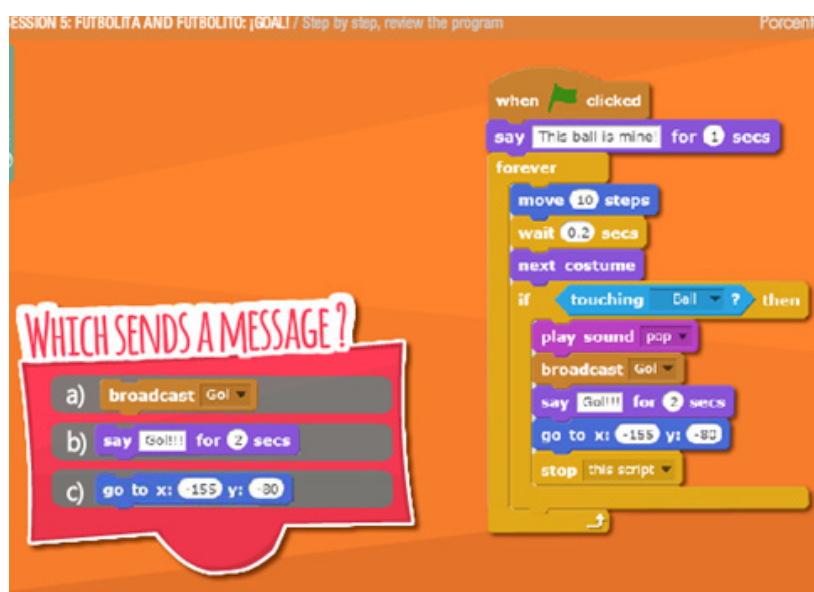 ESSION 5: FUTBOLITA AND FUTBOLITO: ¡GOAL! / Step by step, review the program
Porcent
when clicked
say This ball is mine! for 1 secs
forever
move 10 steps
wait 0.2 secs
next costume
if touching Ball ? then
play sound pop
broadcast Gol
say Gol!!! for 2 secs
go to x: -155 y: -80
stop this script
WHICH SENDS A MESSAGE?
a) broadcast Gol
b) say Gol!!! for 2 secs
c) go to x: -155 y: -80